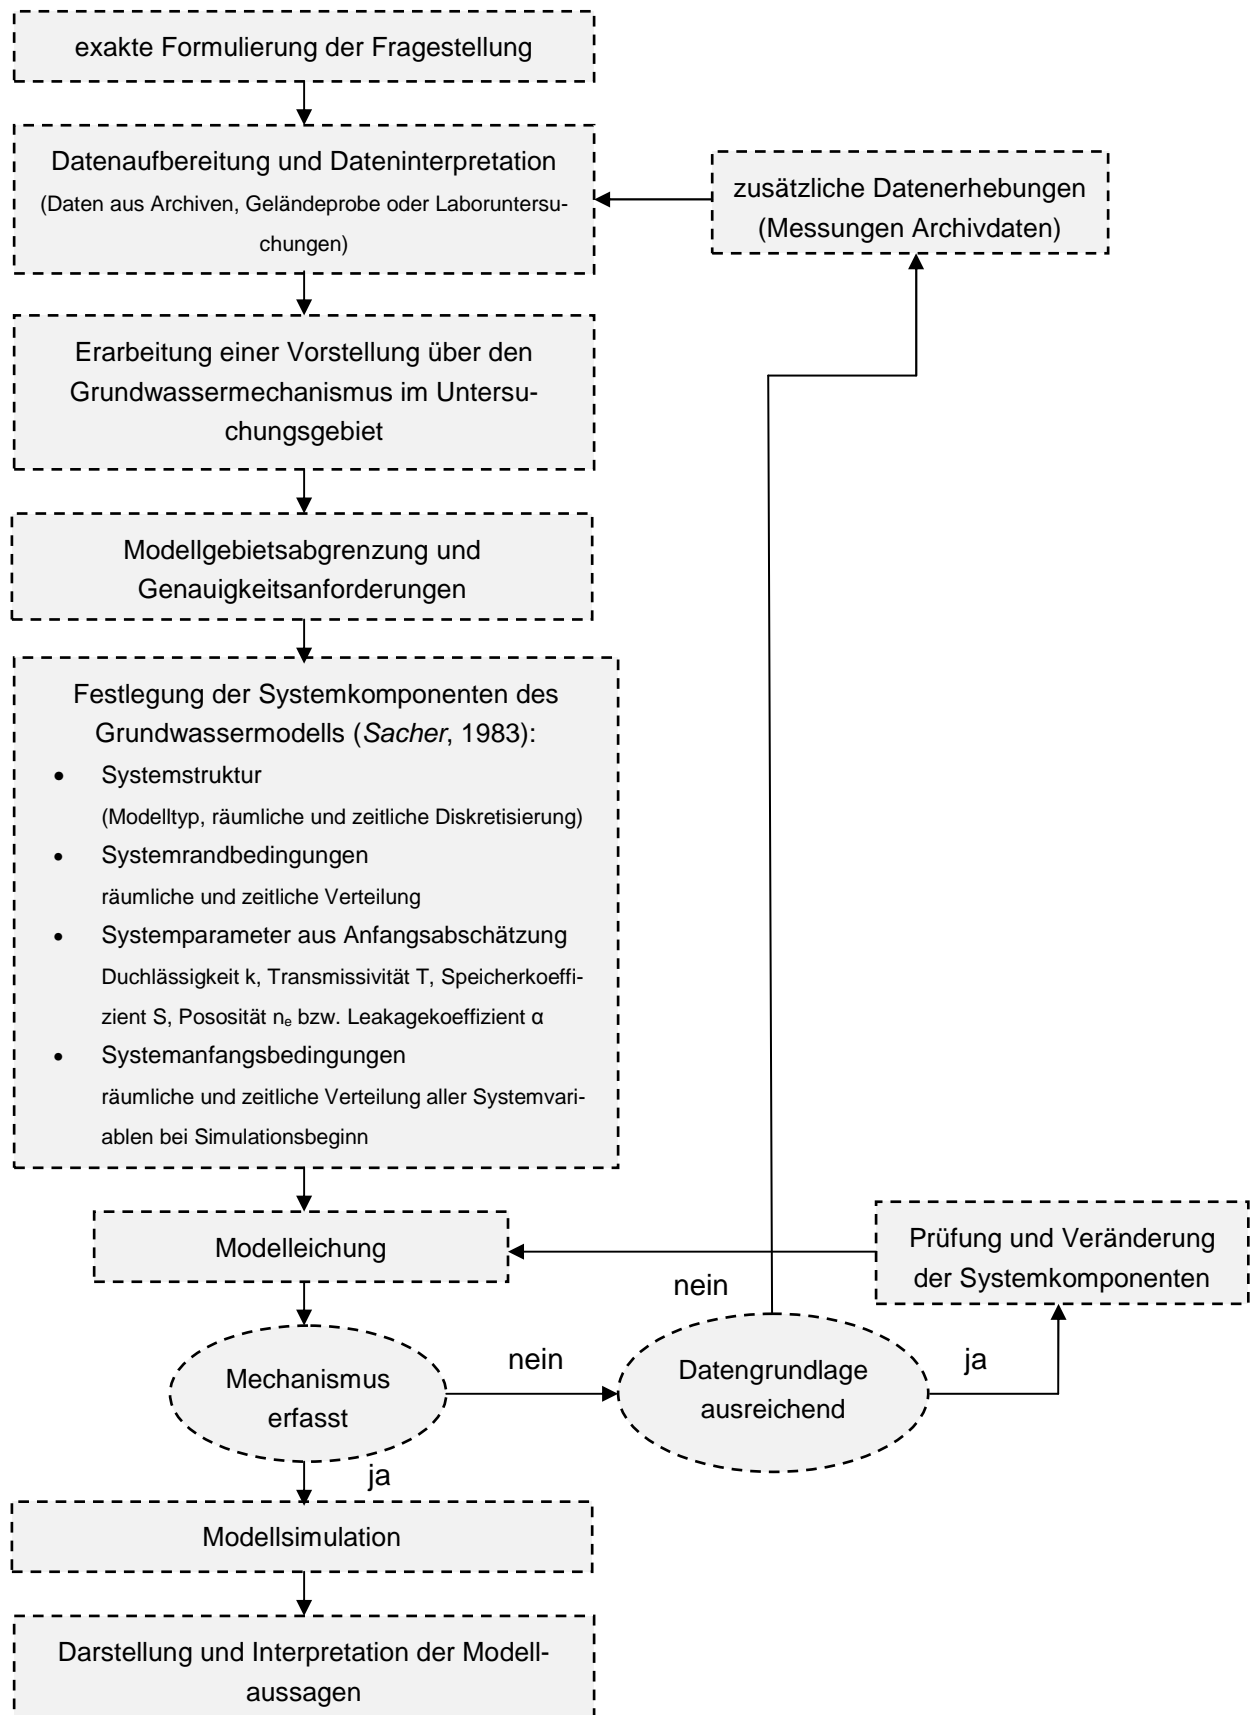 exakte Formulierung der Fragestellung
Datenaufbereitung und Dateninterpretation
(Daten aus Archiven, Geländeprobe oder Laboruntersu-
chungen)
zusätzliche Datenerhebungen
(Messungen Archivdaten)
Erarbeitung einer Vorstellung über den
Grundwassermechanismus im Untersu-
chungsgebiet
Modellgebietsabgrenzung und
Genauigkeitsanforderungen
Festlegung der Systemkomponenten des
Grundwassermodells (Sacher, 1983):
• Systemstruktur
(Modelltyp, räumliche und zeitliche Diskretisierung)
• Systemrandbedingungen
räumliche und zeitliche Verteilung
• Systemparameter aus Anfangsabschätzung
Duchlässigkeit k, Transmissivität T, Speicherkoeffi-
zient S, Pososität nₑ bzw. Leakagekoeffizient α
• Systemanfangsbedingungen
räumliche und zeitliche Verteilung aller Systemvari-
ablen bei Simulationsbeginn
Modelleichung
Prüfung und Veränderung
der Systemkomponenten
nein
Mechanismus
erfasst
nein
Datengrundlage
ausreichend
ja
ja
Modellsimulation
Darstellung und Interpretation der Modell-
aussagen